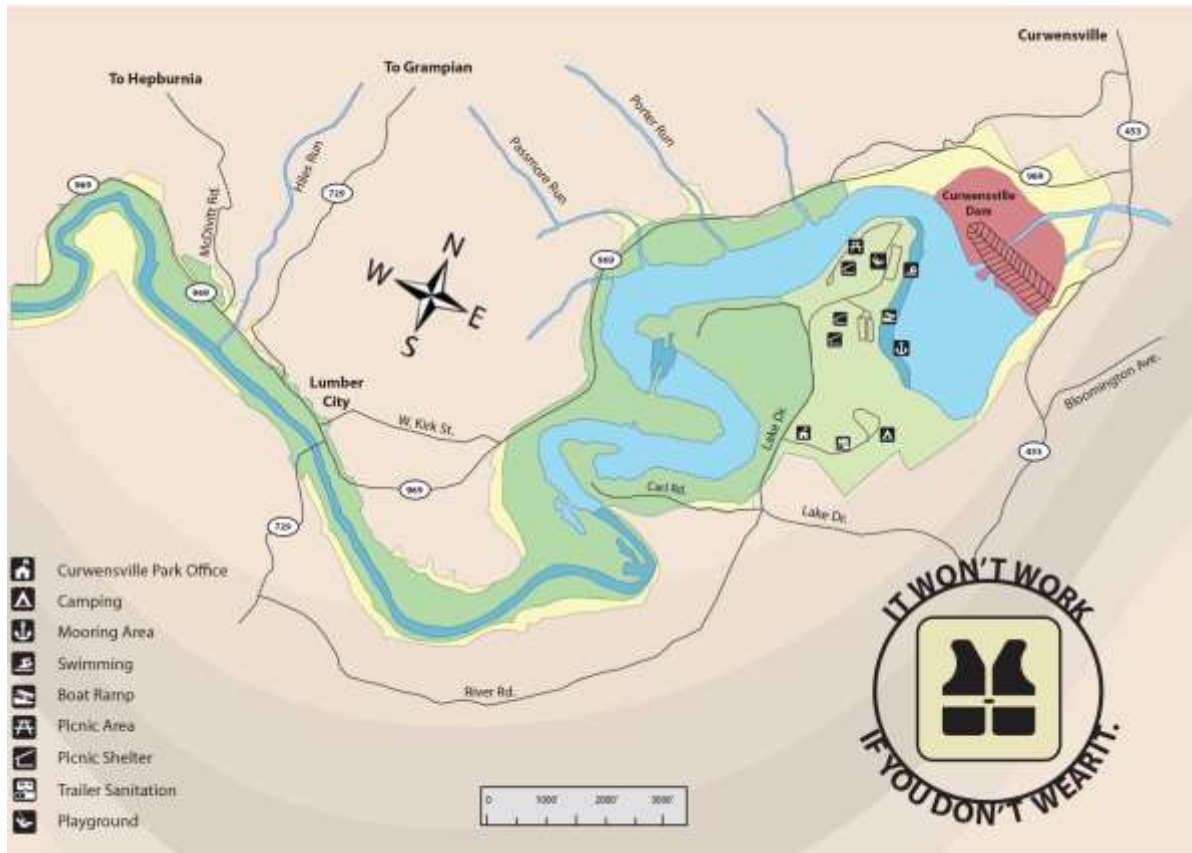 Curwensville
To Hepburnia
To Grampian
Hiles Run
Passmore Run
Porter Run
453
969
McDivitt Rd.
729
969
Curwensville
Dam
969
969
N
W
E
S
Lumber
City
W. Kirk St.
Bloomington Ave.
Lake Dr.
453
969
Carl Rd.
Lake Dr.
729
River Rd.
Curwensville Park Office
Camping
Mooring Area
Swimming
Boat Ramp
Picnic Area
Picnic Shelter
Trailer Sanitation
Playground
0 1000' 2000' 3000'
IT WON'T WORK
IF YOU DON'T WEAR IT.